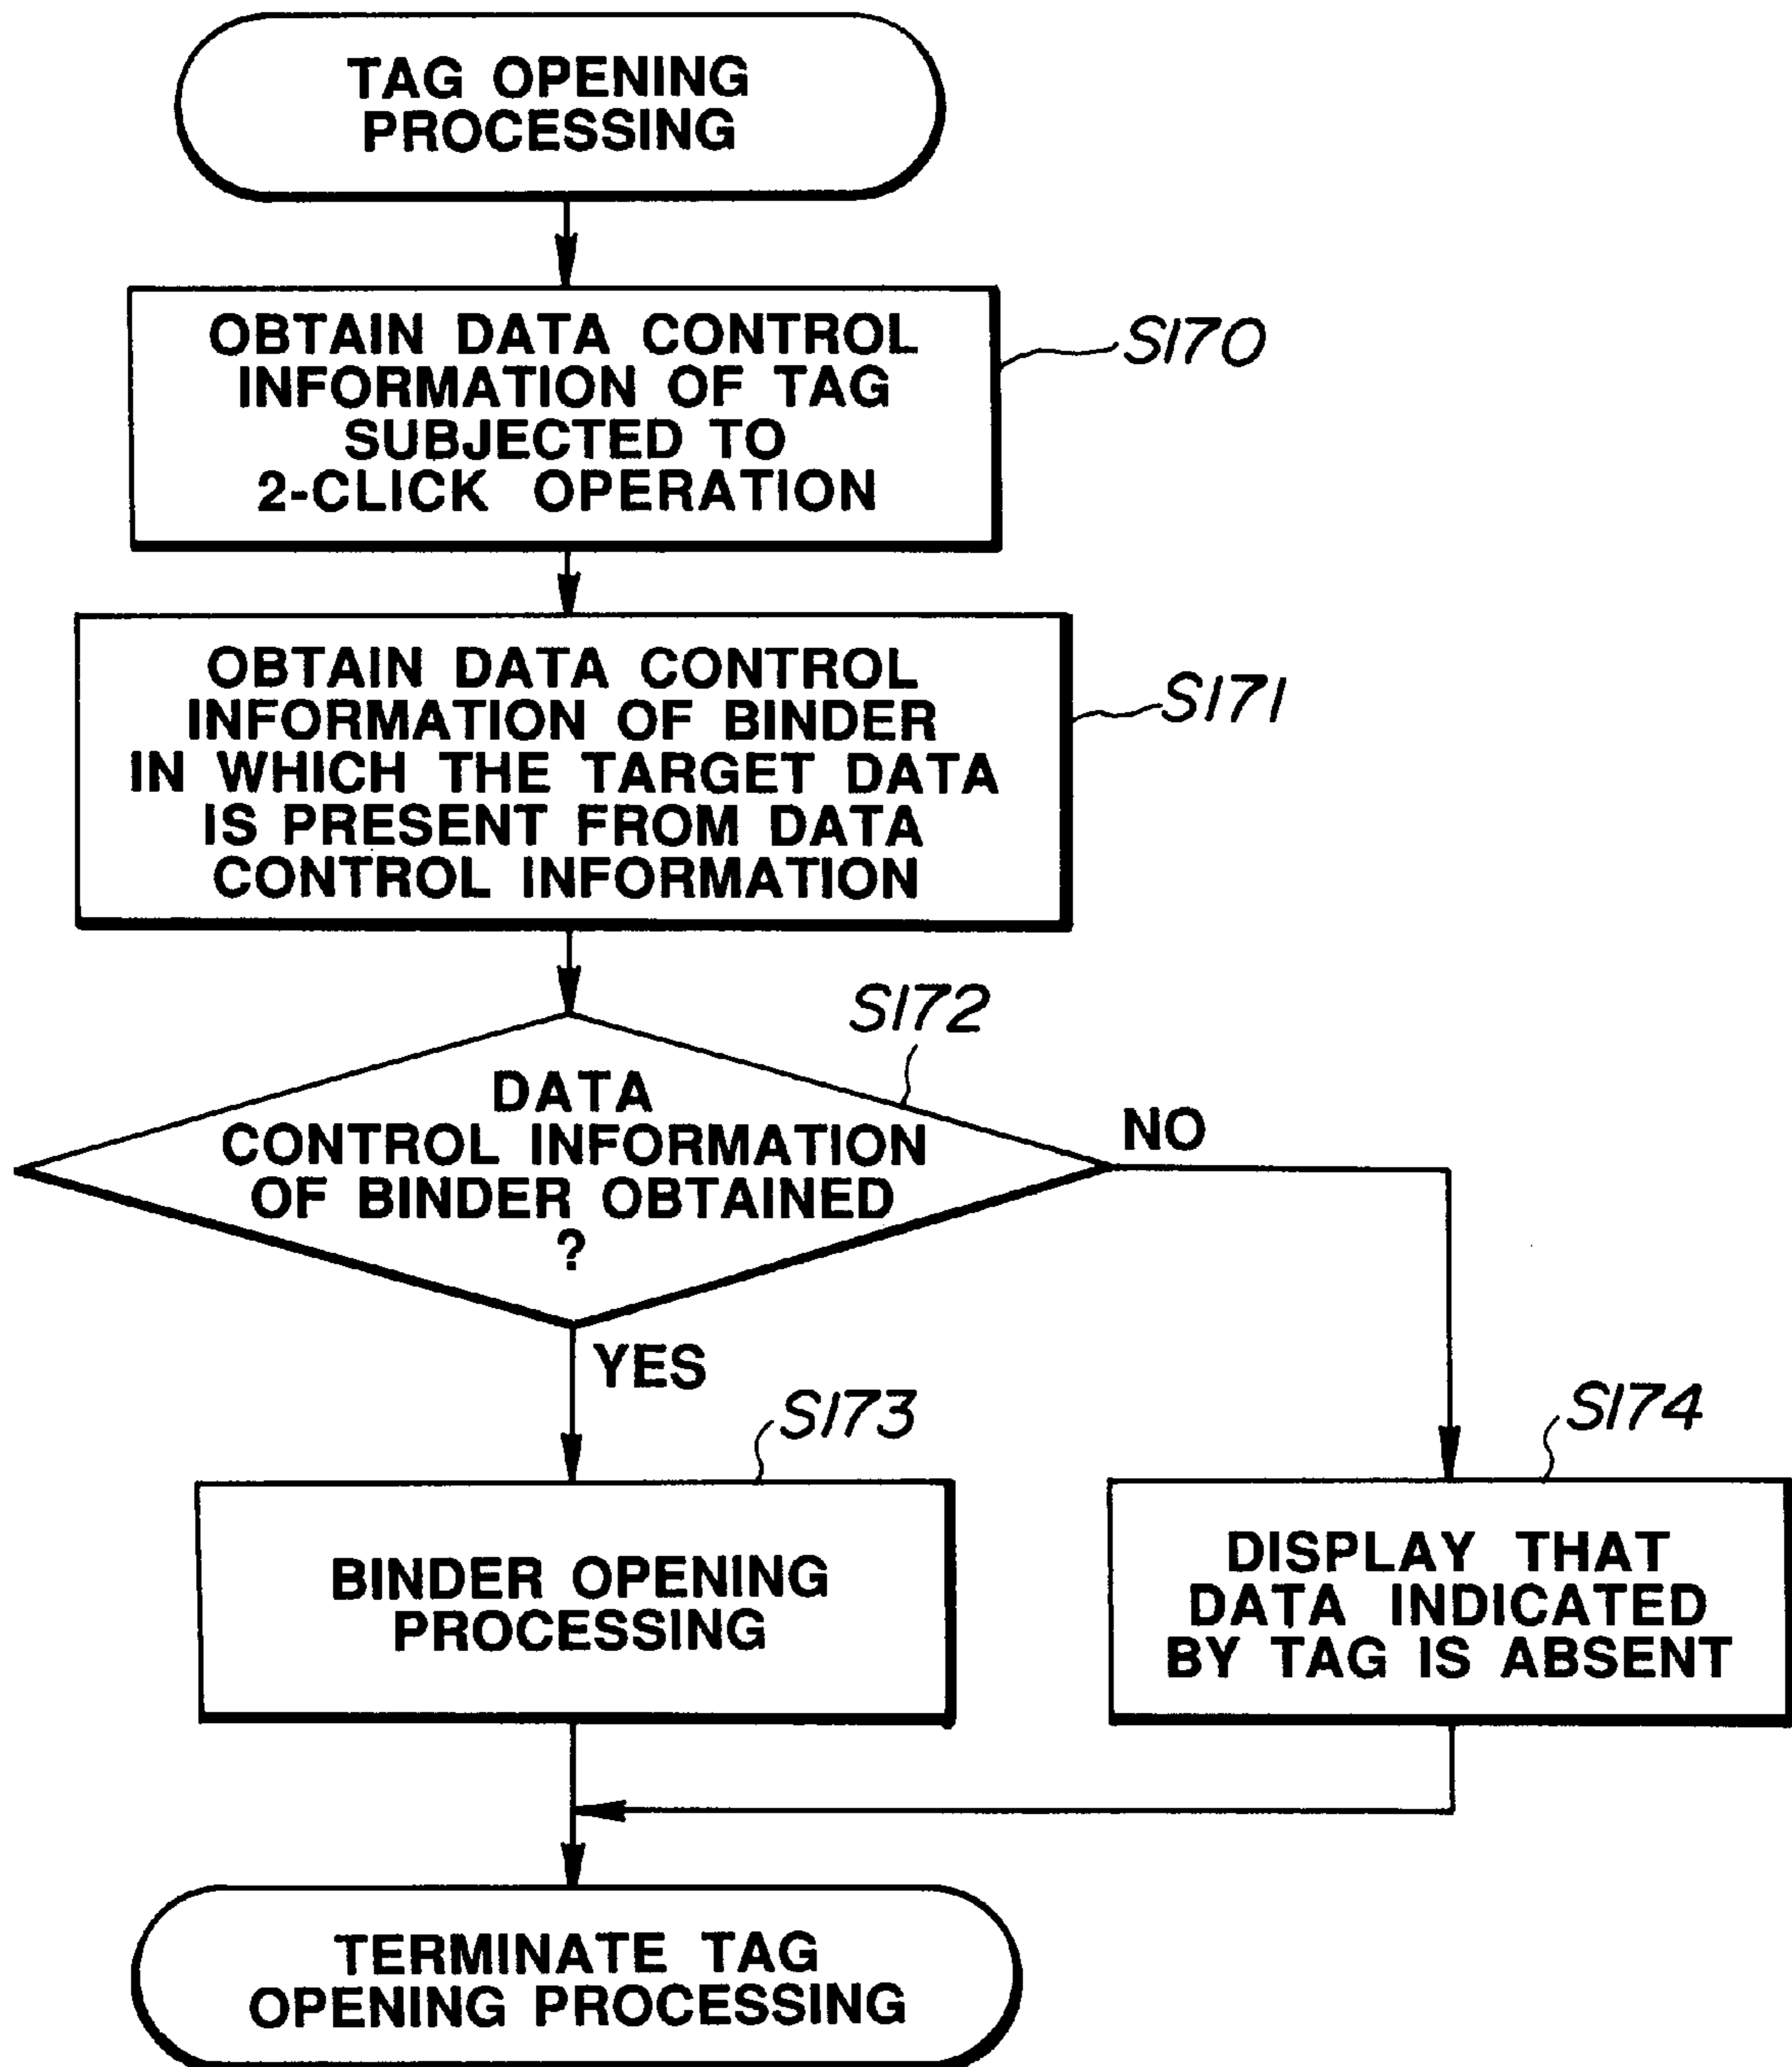 TAG OPENING
PROCESSING
OBTAIN DATA CONTROL
INFORMATION OF TAG
SUBJECTED TO
2-CLICK OPERATION
S170
OBTAIN DATA CONTROL
INFORMATION OF BINDER
IN WHICH THE TARGET DATA
IS PRESENT FROM DATA
CONTROL INFORMATION
S171
S172
DATA
CONTROL INFORMATION
OF BINDER OBTAINED
?
NO
YES
S173
BINDER OPENING
PROCESSING
S174
DISPLAY THAT
DATA INDICATED
BY TAG IS ABSENT
TERMINATE TAG
OPENING PROCESSING